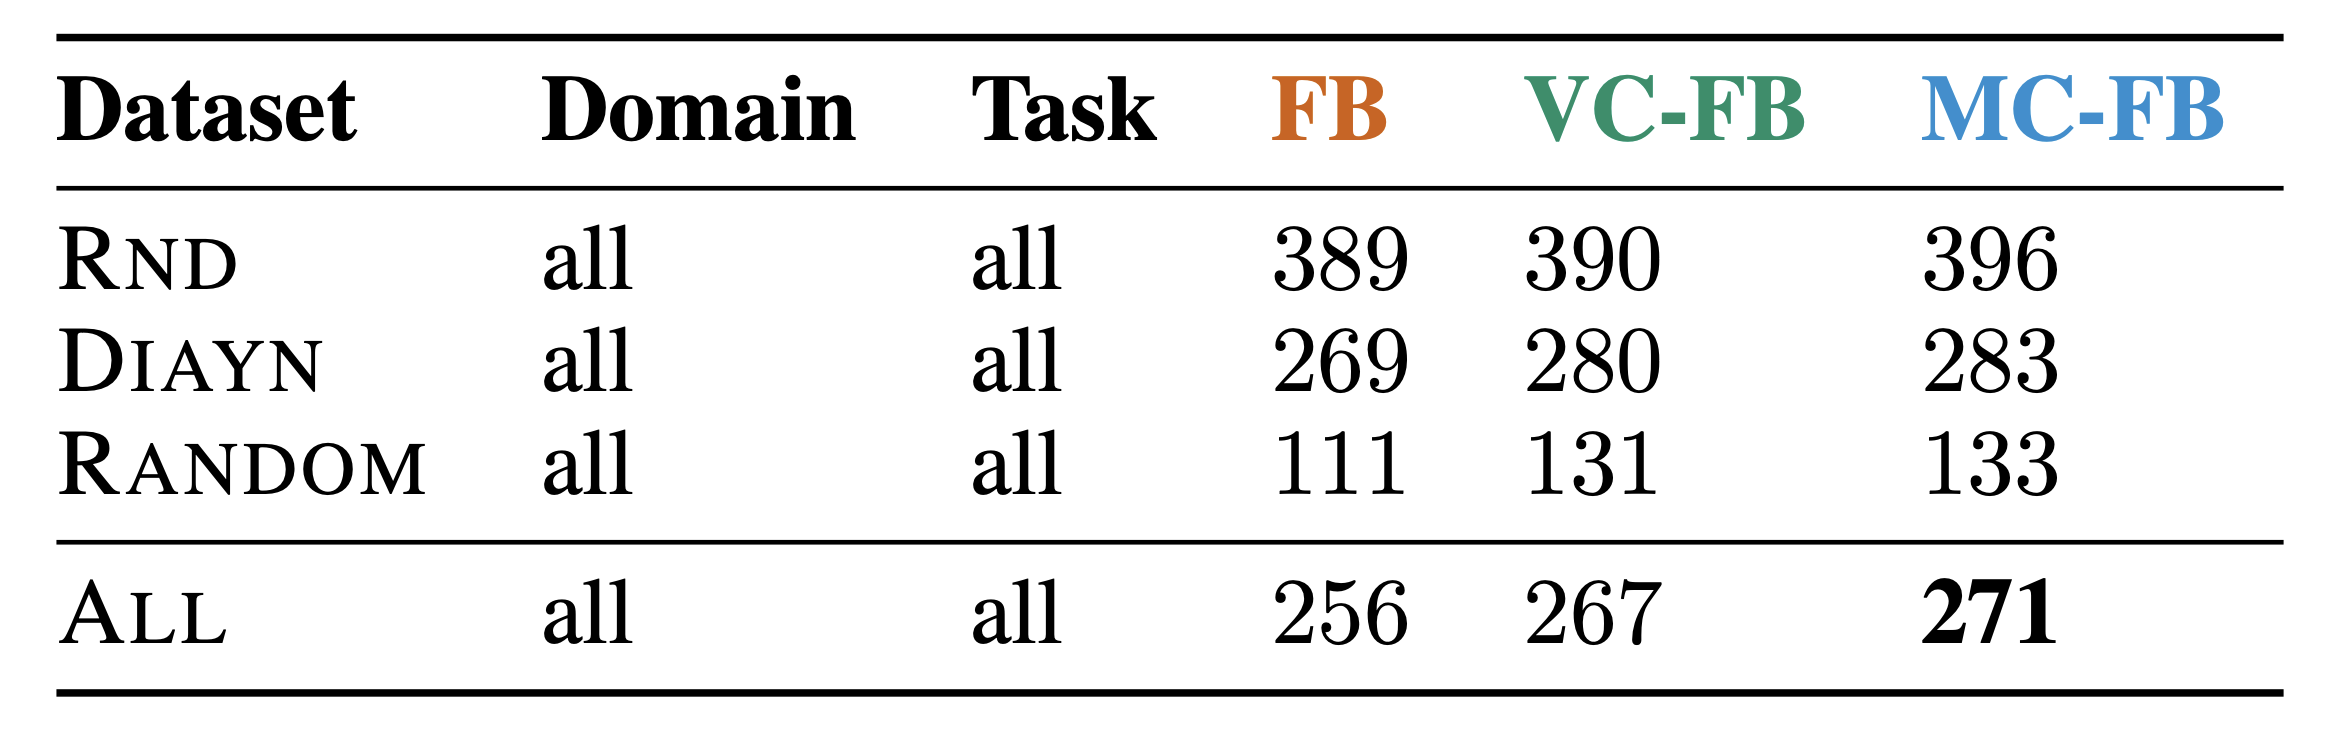 Dataset Domain Task FB VC-FB MC-FB
RND all all 389 390 396
DIAYN all all 269 280 283
RANDOM all all 111 131 133
ALL all all 256 267 271